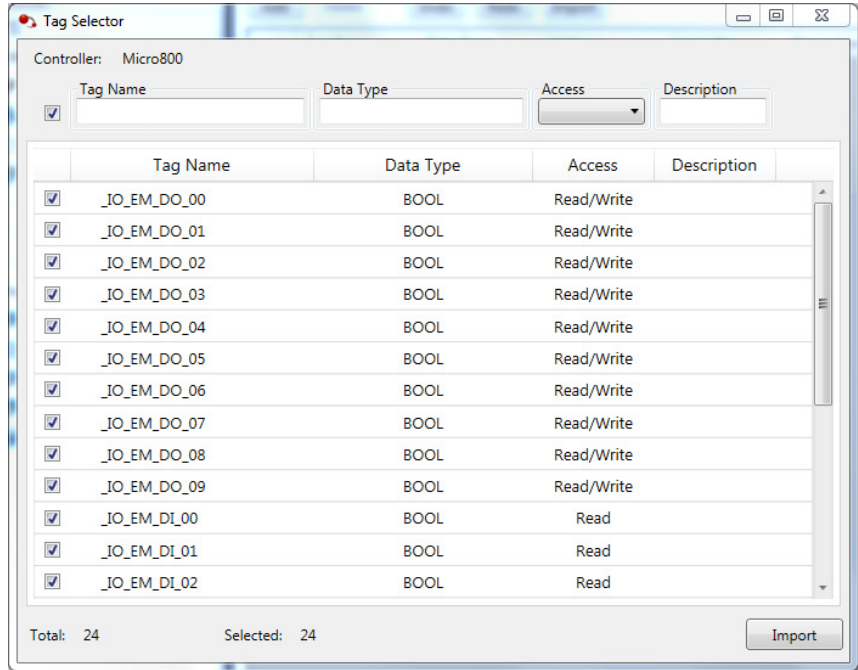 Tag Selector
Controller: Micro800
Tag Name Data Type Access Description
Tag Name Data Type Access Description
_IO_EM_DO_00 BOOL Read/Write
_IO_EM_DO_01 BOOL Read/Write
_IO_EM_DO_02 BOOL Read/Write
_IO_EM_DO_03 BOOL Read/Write
_IO_EM_DO_04 BOOL Read/Write
_IO_EM_DO_05 BOOL Read/Write
_IO_EM_DO_06 BOOL Read/Write
_IO_EM_DO_07 BOOL Read/Write
_IO_EM_DO_08 BOOL Read/Write
_IO_EM_DO_09 BOOL Read/Write
_IO_EM_DI_00 BOOL Read
_IO_EM_DI_01 BOOL Read
_IO_EM_DI_02 BOOL Read
Total: 24 Selected: 24 Import